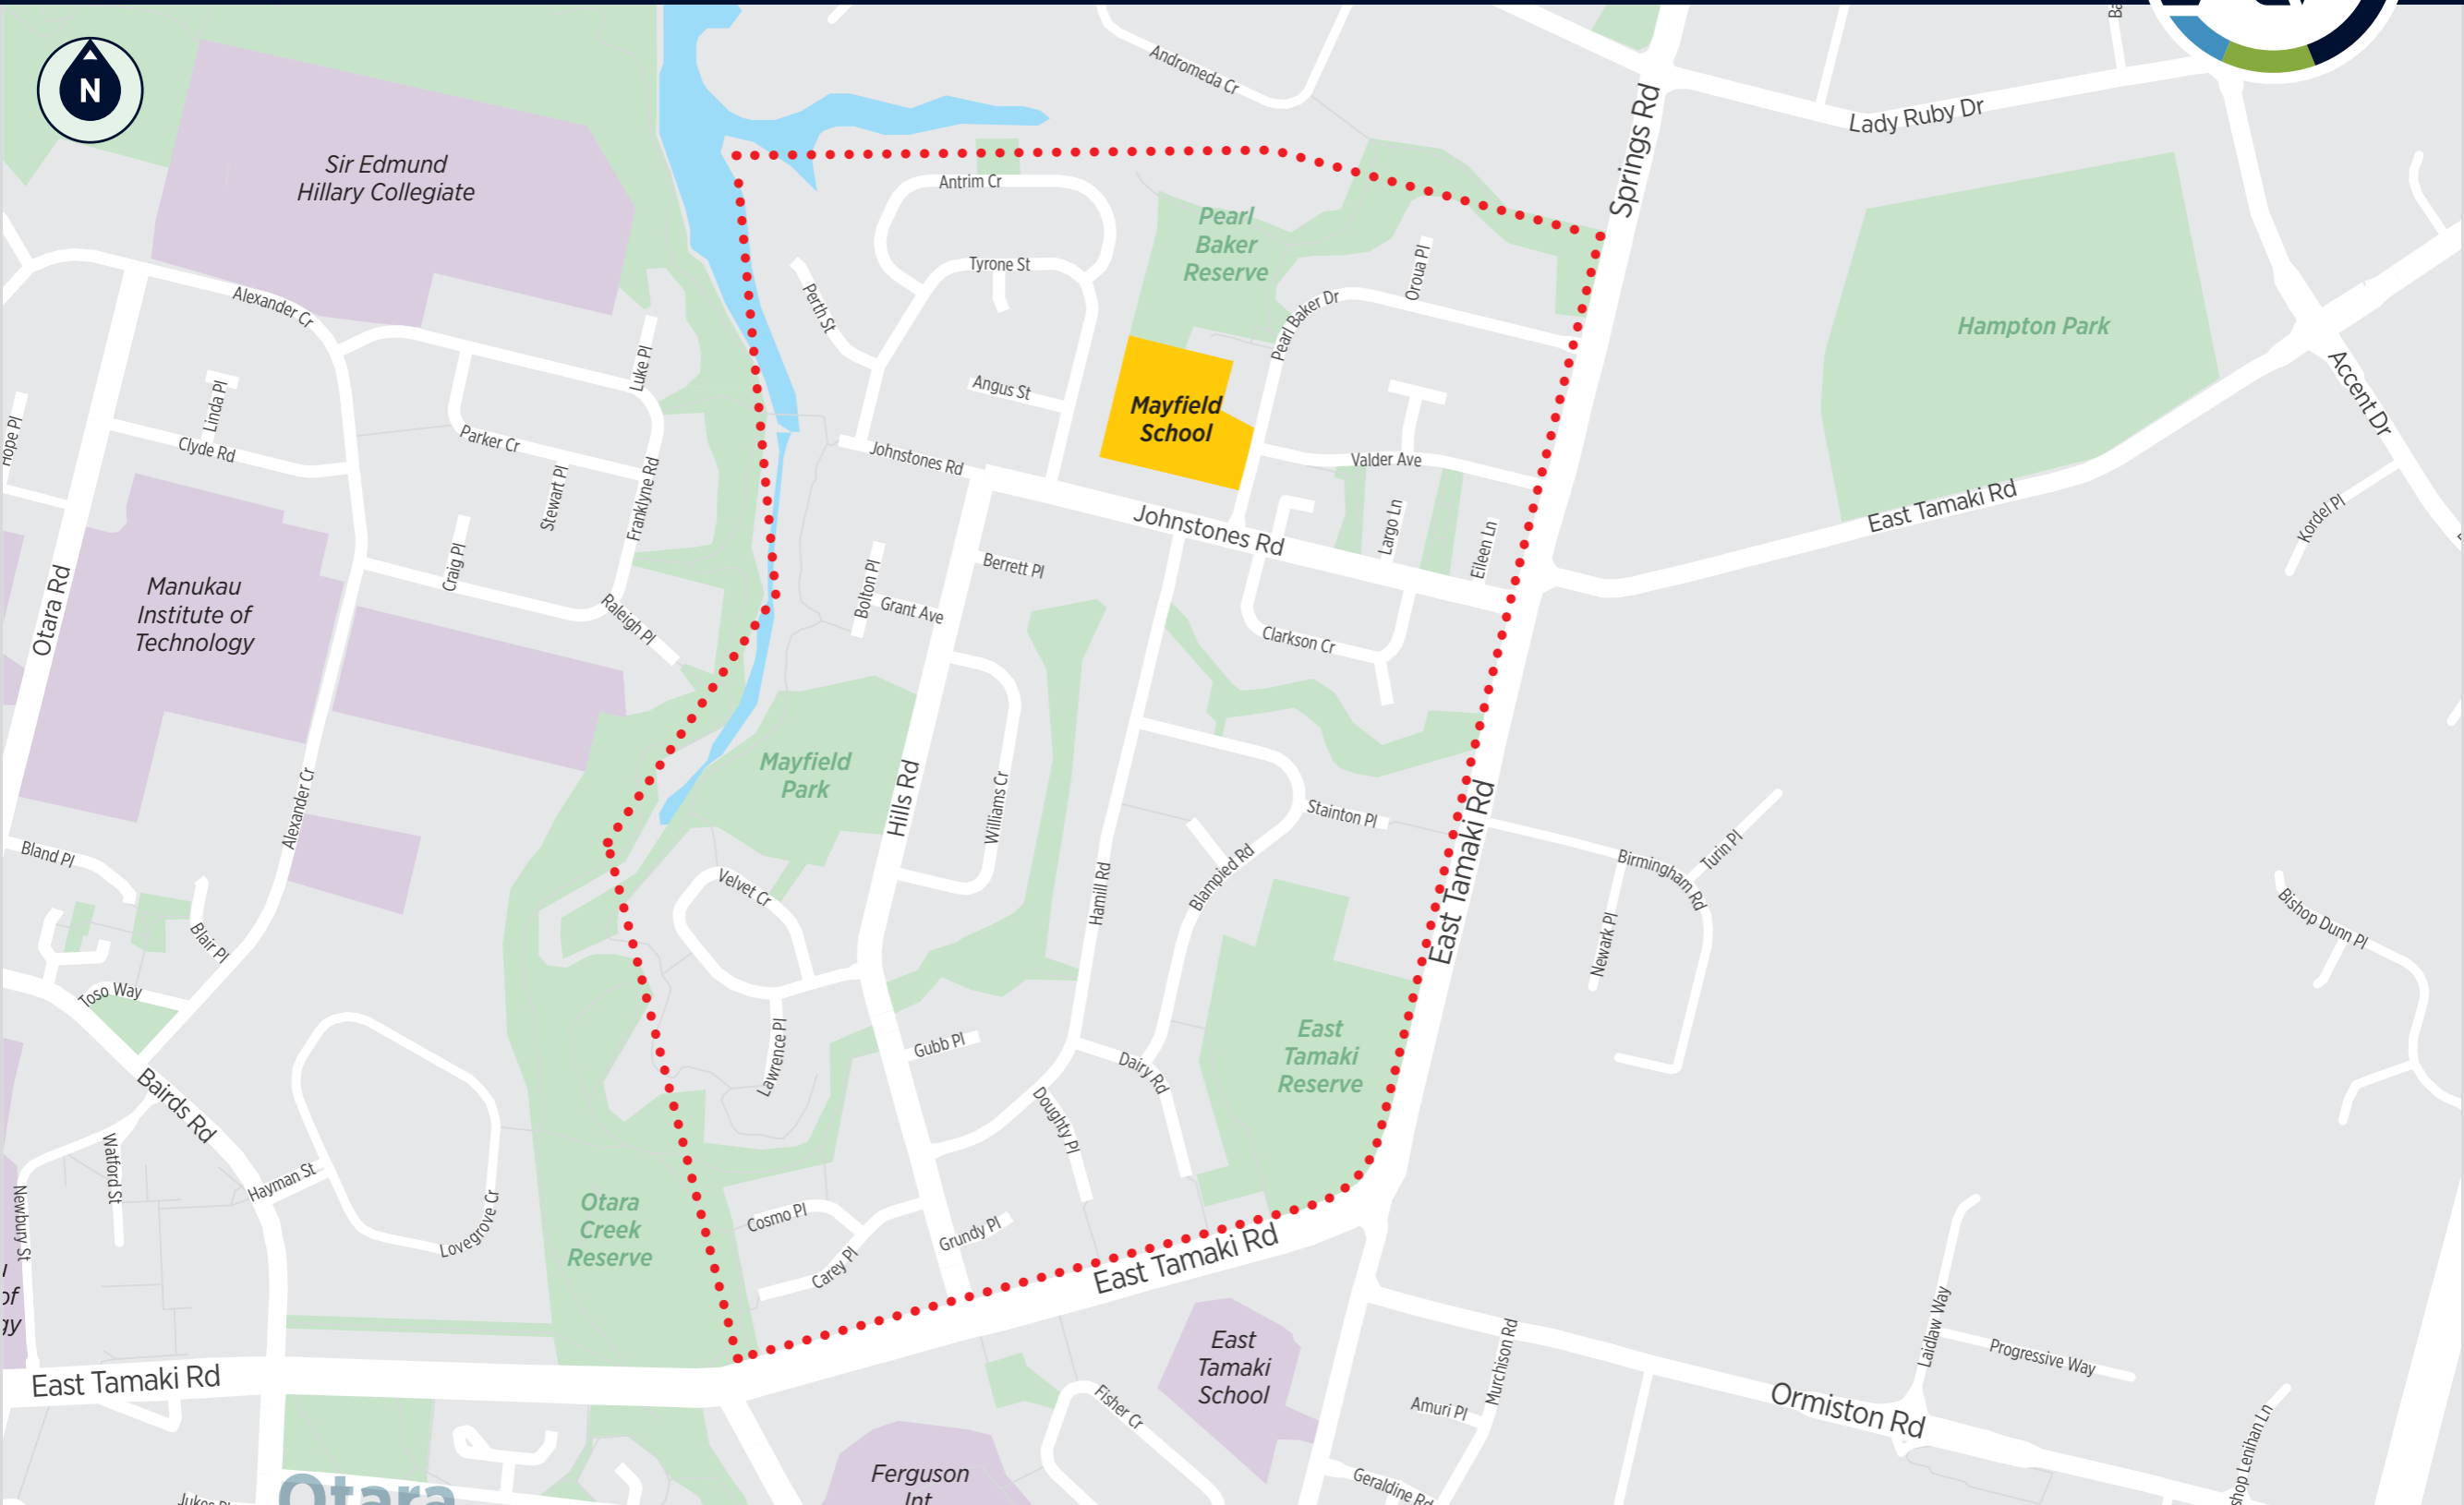 N
Sir Edmund
Hillary Collegiate
Andromeda Cr
Springs Rd
Lady Ruby Dr
Antrim Cr
Pearl
Baker
Reserve
Tyrone St
Oroua Pl
Perth St
Pearl Baker Dr
Alexander Cr
Hampton Park
Luke Pl
Accent Dr
Linda Pl
Angus St
Mayfield
School
Hope Pl
Clyde Rd
Parker Cr
Johnstones Rd
Valder Ave
Stewart Pl
Franklyne Rd
East Tamaki Rd
Kordel Pl
Johnstones Rd
Largo Ln
Eileen Ln
Craig Pl
Berrett Pl
Bolton Pl
Grant Ave
Otara Rd
Manukau
Institute of
Technology
Raleigh Pl
Clarkson Cr
Mayfield
Park
Hills Rd
Williams Cr
Alexander Cr
Stainton Pl
East Tamaki Rd
Bland Pl
Velvet Cr
Hamill Rd
Blampied Rd
Birmingham Rd
Turin Pl
Blair Pl
Newark Pl
Bishop Dunn Pl
Toso Way
East
Tamaki
Reserve
Gubb Pl
Lawrence Pl
Dairy Rd
Doughty Pl
Bairds Rd
Watford St
Hayman St
Newbury St
Lovegrove Cr
Otara
Creek
Reserve
Cosmo Pl
Carey Pl
Grundy Pl
East Tamaki Rd
of
gy
East
Tamaki
School
Murchison Rd
Laidlaw Way
Progressive Way
East Tamaki Rd
Fisher Cr
Amuri Pl
Ormiston Rd
Ferguson
Int
Geraldine Rd
shop Lenihan Ln
Otara
Jukes Pl